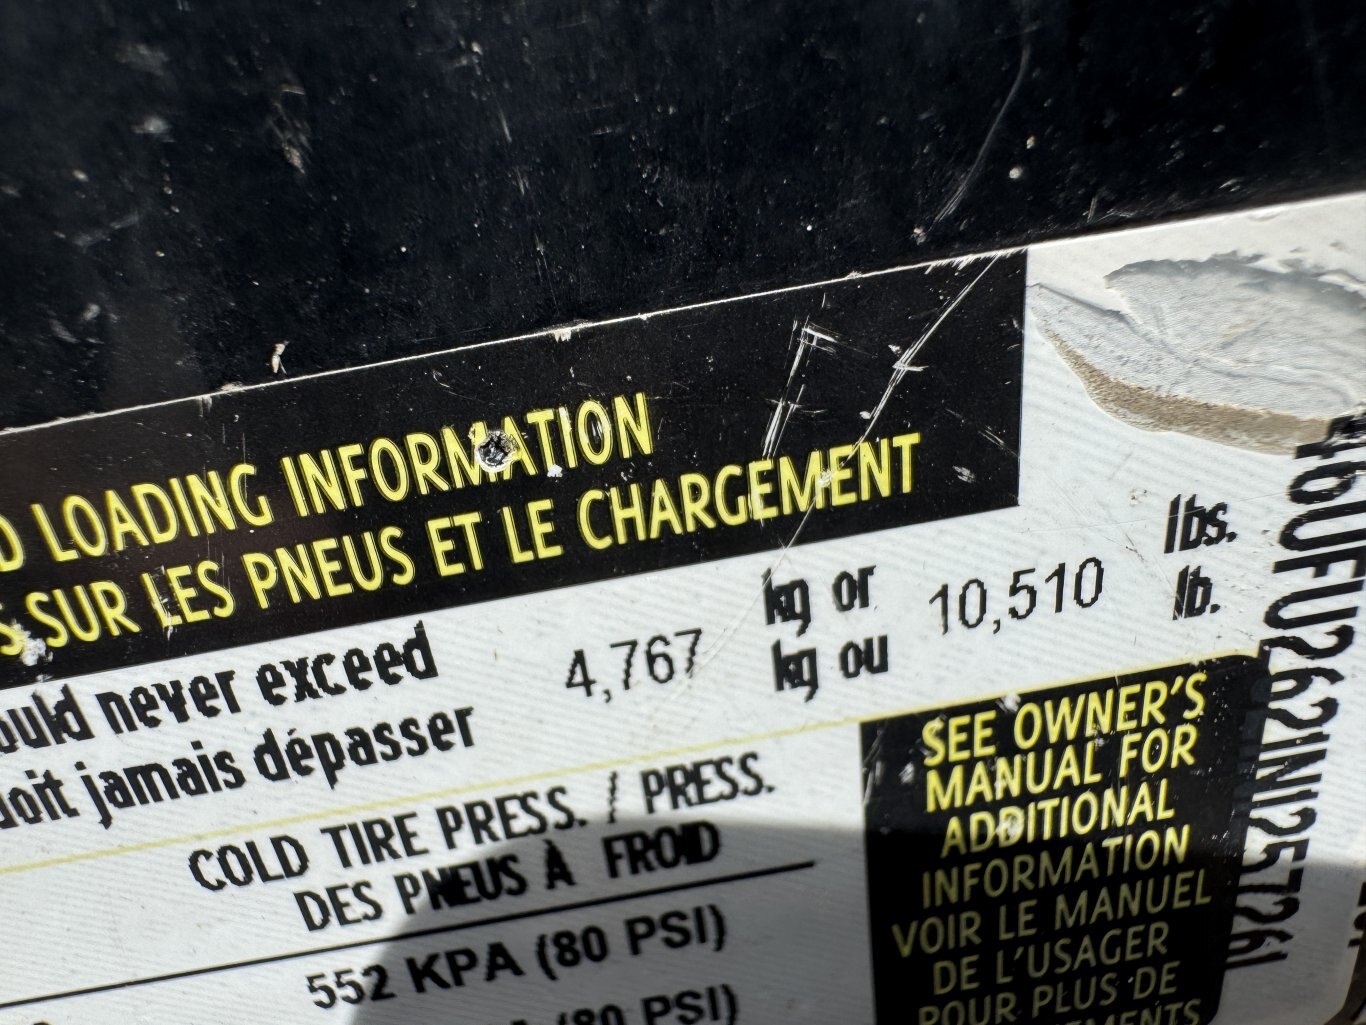 D LOADING INFORMATION
S SUR LES PNEUS ET LE CHARGEMENT
ould never exceed
doit jamais dépasser
4,767
kg or
kg ou
10,510
lbs.
lb.
COLD TIRE PRESS. / PRESS.
DES PNEUS À FROID
552 KPA (80 PSI)
(80 PSI)
SEE OWNER'S
MANUAL FOR
ADDITIONAL
INFORMATION
VOIR LE MANUEL
DE L'USAGER
POUR PLUS DE